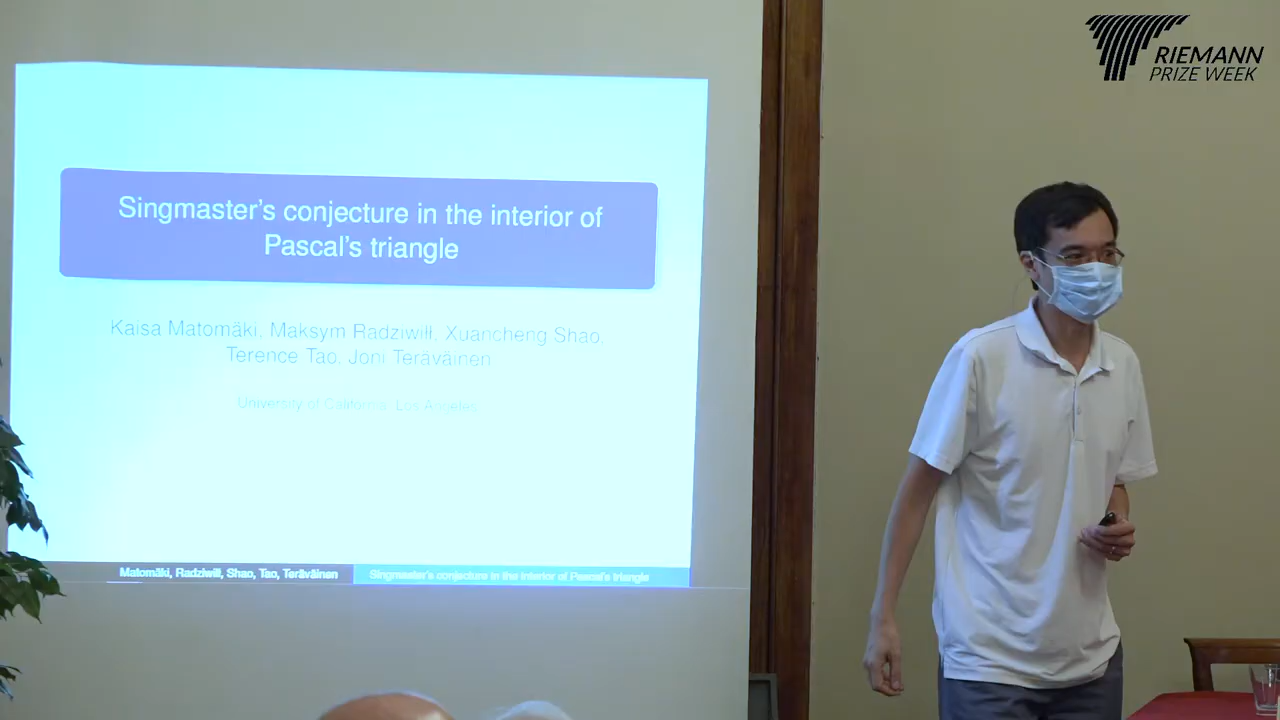 RIEMANN
PRIZE WEEK
Singmaster's conjecture in the interior of
Pascal's triangle
Kaisa Matomäki, Maksym Radziwiłł, Xuancheng Shao,
Terence Tao, Joni Teräväinen
University of California, Los Angeles
Matomäki, Radziwiłł, Shao, Tao, Teräväinen
Singmaster's conjecture in the interior of Pascal's triangle